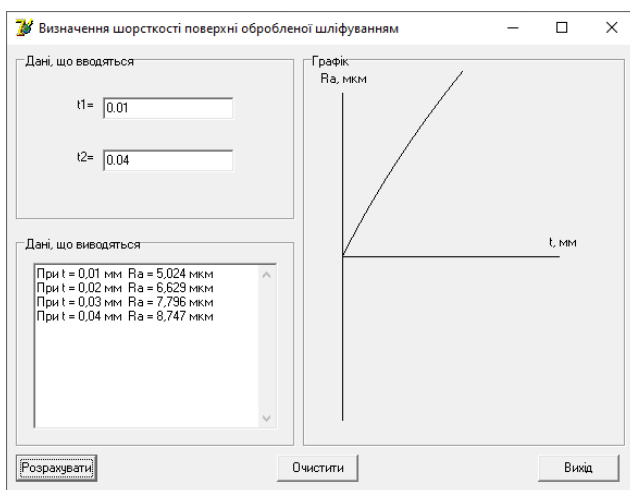 Визначення шорсткості поверхні обробленої шліфуванням
Дані, що вводяться
t1= 0.01
t2= 0.04
Дані, що виводяться
При t = 0,01 мм Ra = 5,024 мкм
При t = 0,02 мм Ra = 6,629 мкм
При t = 0,03 мм Ra = 7,796 мкм
При t = 0,04 мм Ra = 8,747 мкм
Графік
Ra, мкм
t, мм
Розрахувати
Очистити
Вихід